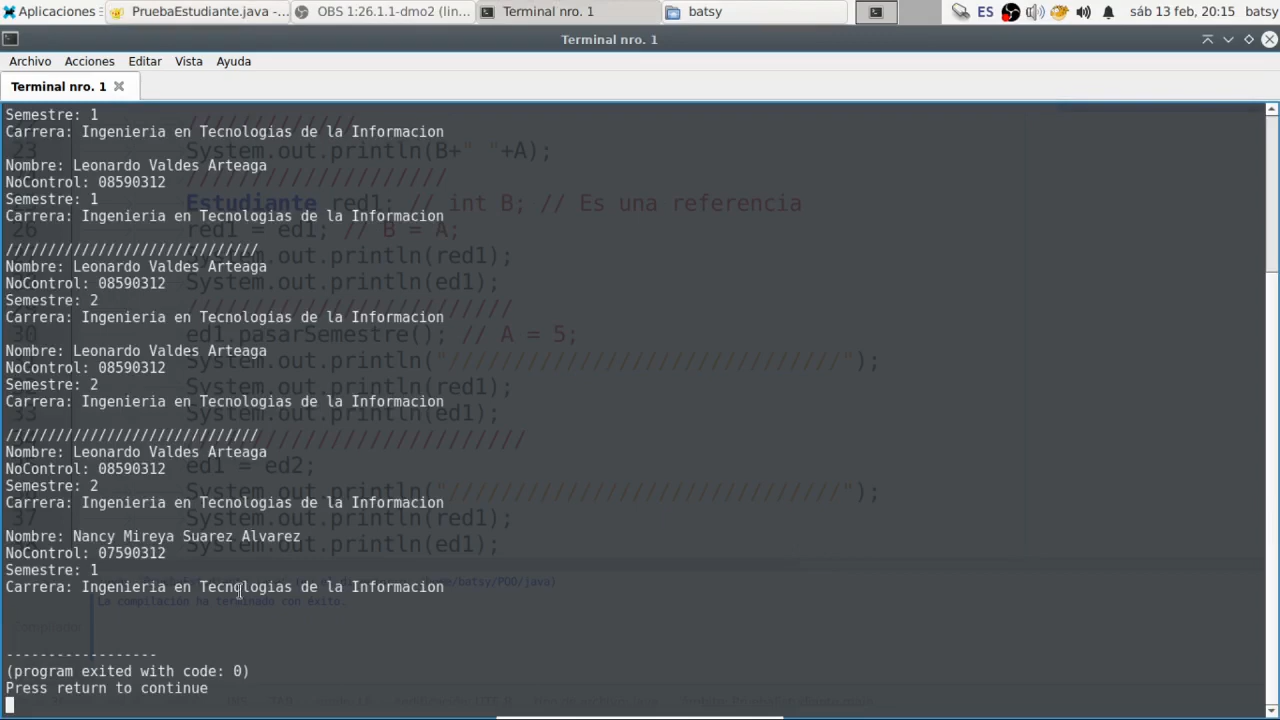 Aplicaciones PruebaEstudiante.java -... OBS 1:26.1.1-dmo2 (lin... Terminal nro. 1 batsy ES sáb 13 feb, 20:15 batsy
Terminal nro. 1
Archivo Acciones Editar Vista Ayuda
Terminal nro. 1
Semestre: 1
Carrera: Ingenieria en Tecnologias de la Informacion
23 System.out.println(B+" "+A);
Nombre: Leonardo Valdes Arteaga
NoControl: 08590312
///////////////////
Semestre: 1
Estudiante red1; // int B; // Es una referencia
Carrera: Ingenieria en Tecnologias de la Informacion
26 red1 = ed1; // B = A;
//////////////////////////////
System.out.println(red1);
Nombre: Leonardo Valdes Arteaga
NoControl: 08590312
System.out.println(ed1);
Semestre: 2
Carrera: Ingenieria en Tecnologias de la Informacion
30 ed1.pasarSemestre(); // A = 5;
Nombre: Leonardo Valdes Arteaga
System.out.println("//////////////////////////////");
NoControl: 08590312
Semestre: 2
System.out.println(red1);
Carrera: Ingenieria en Tecnologias de la Informacion
33 System.out.println(ed1);
//////////////////////////////
Nombre: Leonardo Valdes Arteaga
NoControl: 08590312
ed1 = ed2;
Semestre: 2
System.out.println("//////////////////////////////");
Carrera: Ingenieria en Tecnologias de la Informacion
37 System.out.println(red1);
Nombre: Nancy Mireya Suarez Alvarez
System.out.println(ed1);
NoControl: 07590312
Semestre: 1
Carrera: Ingenieria en Tecnologias de la Informacion
La compilación ha terminado con éxito.
Compilador
------------------
(program exited with code: 0)
Press return to continue